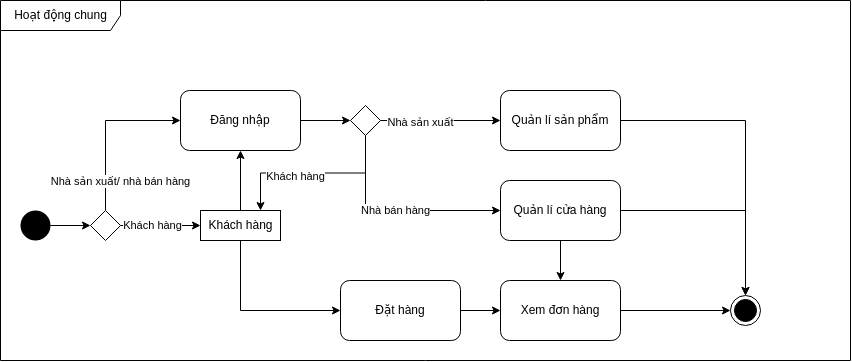 Hoạt động chung
Đăng nhập
Nhà sản xuất
Quản lí sản phẩm
Nhà sản xuất/ nhà bán hàng
Khách hàng
Khách hàng
Khách hàng
Nhà bán hàng
Quản lí cửa hàng
Đặt hàng
Xem đơn hàng